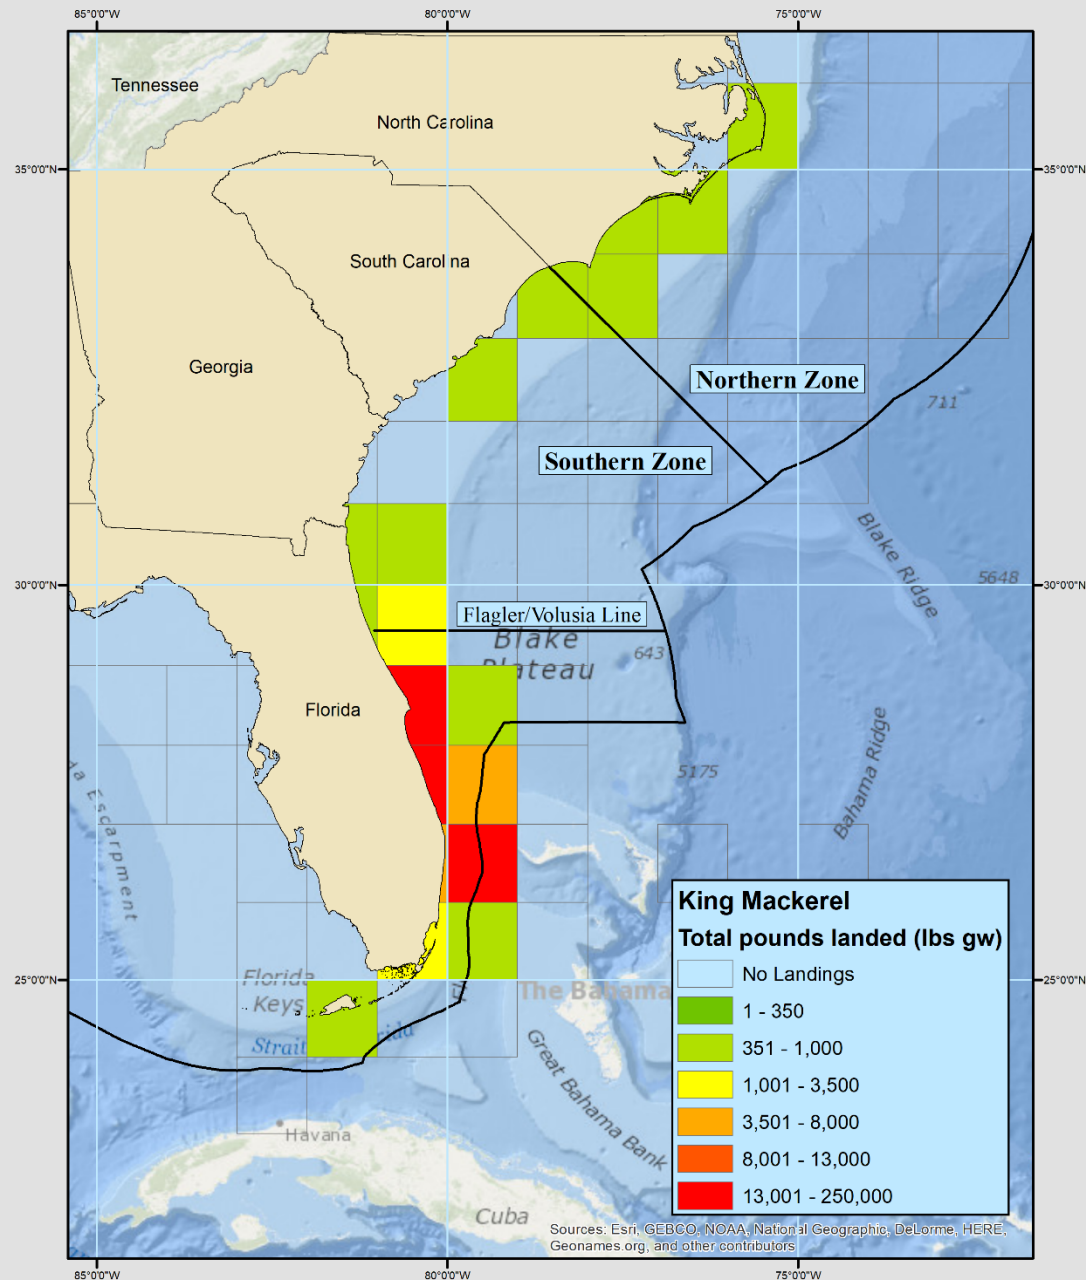 85°0'0"W
80°0'0"W
75°0'0"W
Tennessee
North Carolina
35°0'0"N
35°0'0"N
South Carolina
Georgia
Northern Zone
711
Southern Zone
Blake Ridge
5648
30°0'0"N
30°0'0"N
Flagler/Volusia Line
Blake
Plateau
643
Florida
5175
Bahama Ridge
Escarpment
King Mackerel
Total pounds landed (lbs gw)
No Landings
1 - 350
351 - 1,000
1,001 - 3,500
3,501 - 8,000
8,001 - 13,000
13,001 - 250,000
25°0'0"N
25°0'0"N
Florida
Keys
The Bahama
Strait
Great Bahama Bank
Havana
Cuba
Sources: Esri, GEBCO, NOAA, National Geographic, DeLorme, HERE,
Geonames.org, and other contributors
85°0'0"W
80°0'0"W
75°0'0"W